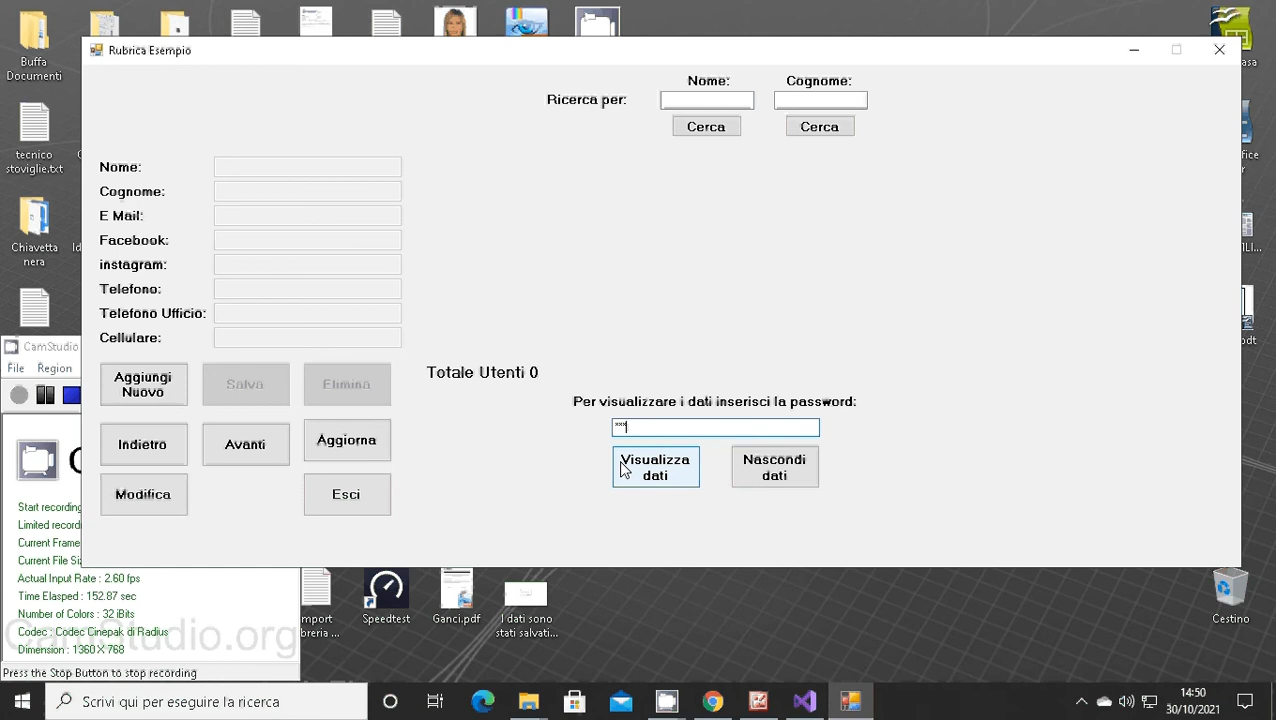 Rubrica Esempio
Buffa
Documenti
Nome:
Cognome:
Ricerca per:
Cerca
Cerca
tecnico
stoviglie.txt
Nome:
Cognome:
E Mail:
Facebook:
instagram:
Telefono:
Telefono Ufficio:
Cellulare:
Chiavetta
nera
CamStudio
File
Region
Aggiungi
Nuovo
Salva
Elimina
Totale Utenti 0
Per visualizzare i dati inserisci la password:
***
Indietro
Avanti
Aggiorna
Visualizza
dati
Nascondi
dati
Modifica
Esci
Start recording
Current Frame
Actual Input Rate : 2.60 fps
Time Elasped : 152.87 sec
Number of Colors : 32 iBits
Codec : Codec Cinepak di Radius
Dimension : 1360 X 768
CamStudio.org
Press the Stop Button to stop recording
Speedtest
Ganci.pdf
I dati sono
stati salvati...
Cestino
Scrivi qui per eseguire la ricerca
14:50
30/10/2021